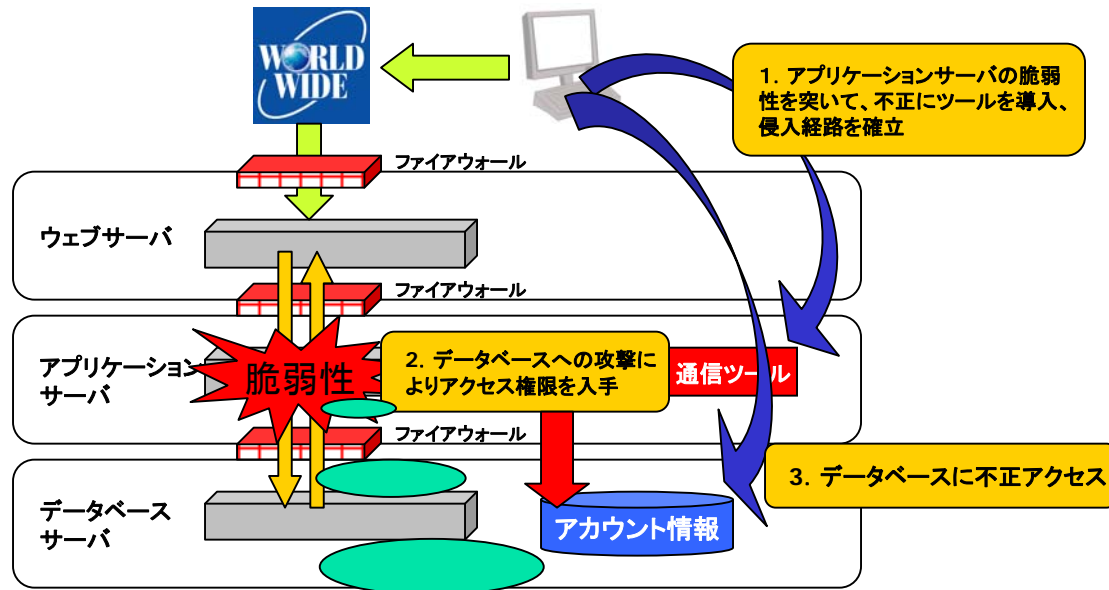 WORLD
WIDE
1. アプリケーションサーバの脆弱
性を突いて、不正にツールを導入、
侵入経路を確立
ファイアウォール
ウェブサーバ
ファイアウォール
アプリケーション
サーバ
脆弱性
2. データベースへの攻撃に
よりアクセス権限を入手
通信ツール
ファイアウォール
3. データベースに不正アクセス
データベース
サーバ
アカウント情報